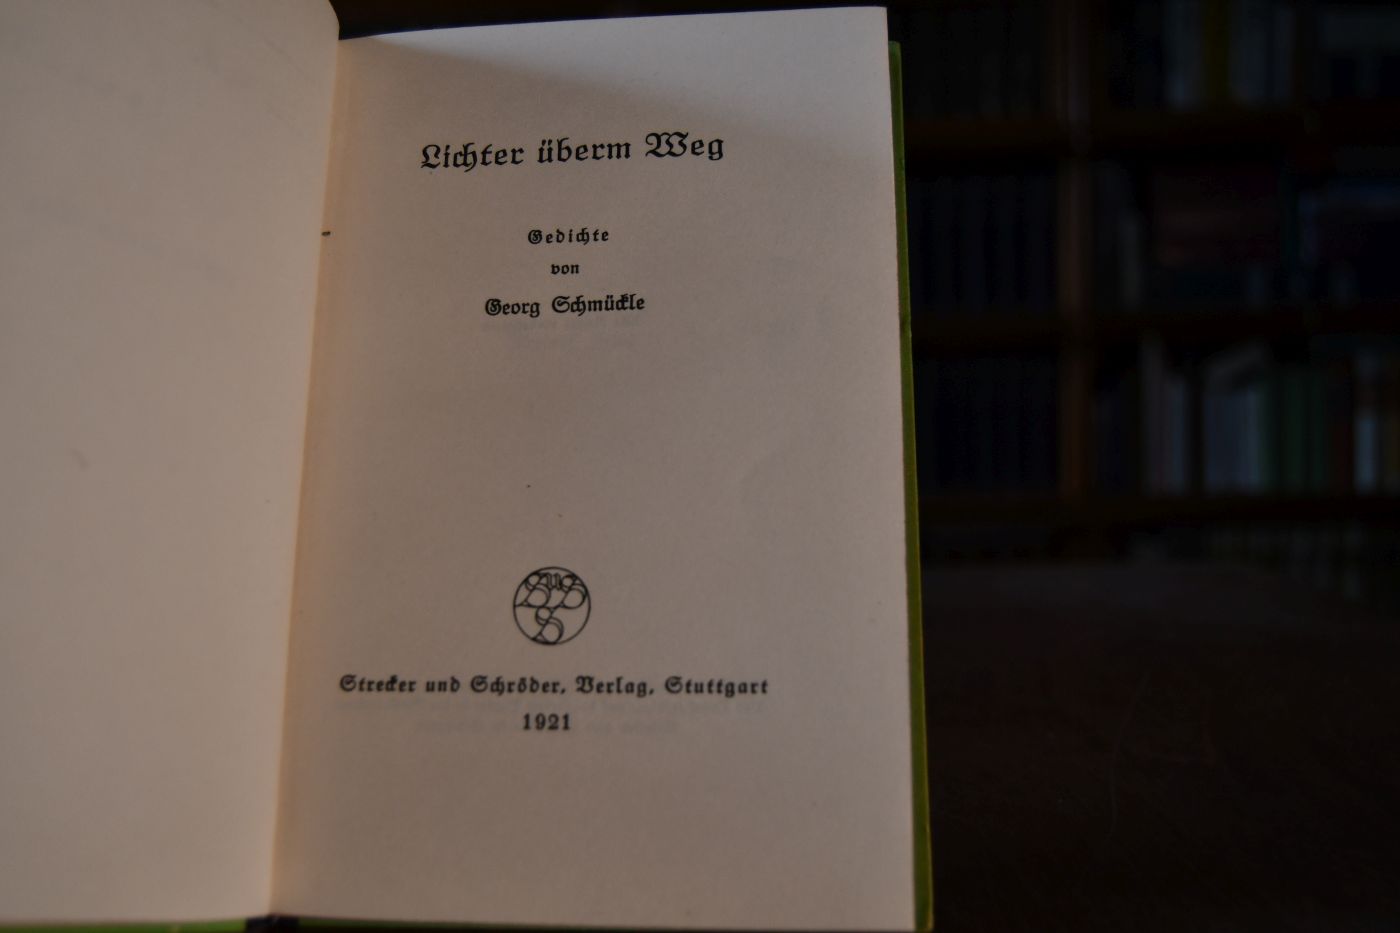 Lichter überm Weg
Gedichte
von
Georg Schmückle
Strecker und Schröder, Verlag, Stuttgart
1921